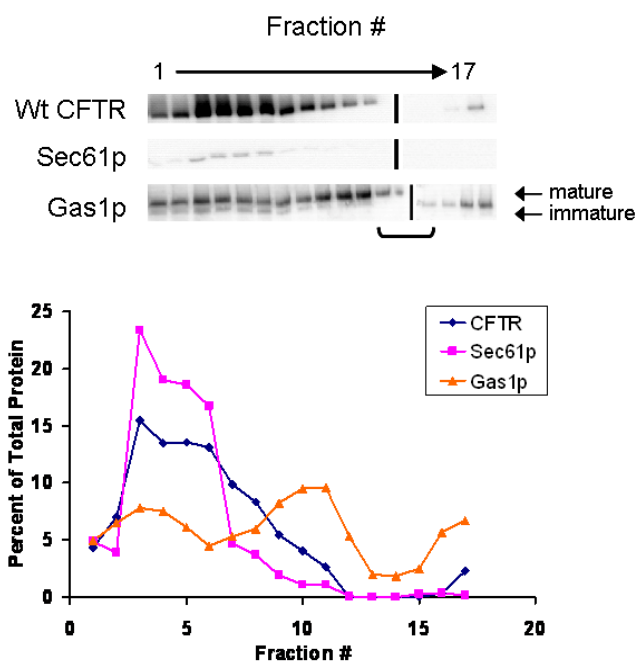 Fraction #
1 17
Wt CFTR
Sec61p
Gas1p
mature
immature
25
20
15
10
5
0
Percent of Total Protein
CFTR
Sec61p
Gas1p
0 5 10 15 20
Fraction #